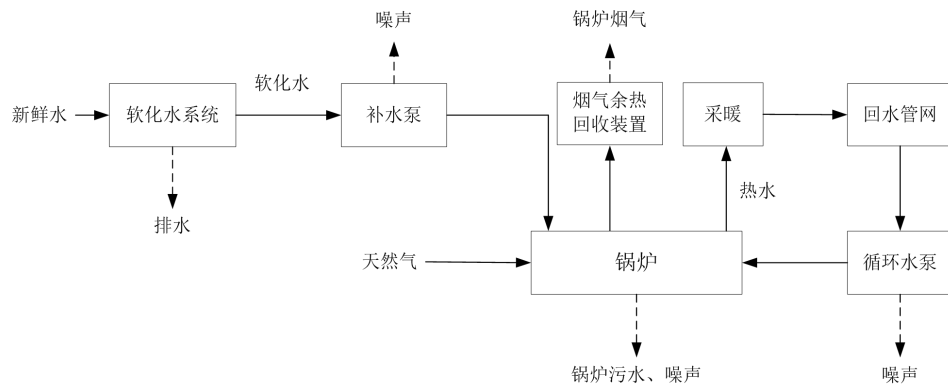 噪声
锅炉烟气
软化水
新鲜水
软化水系统
补水泵
烟气余热
回收装置
采暖
回水管网
热水
排水
天然气
锅炉
循环水泵
锅炉污水、噪声
噪声